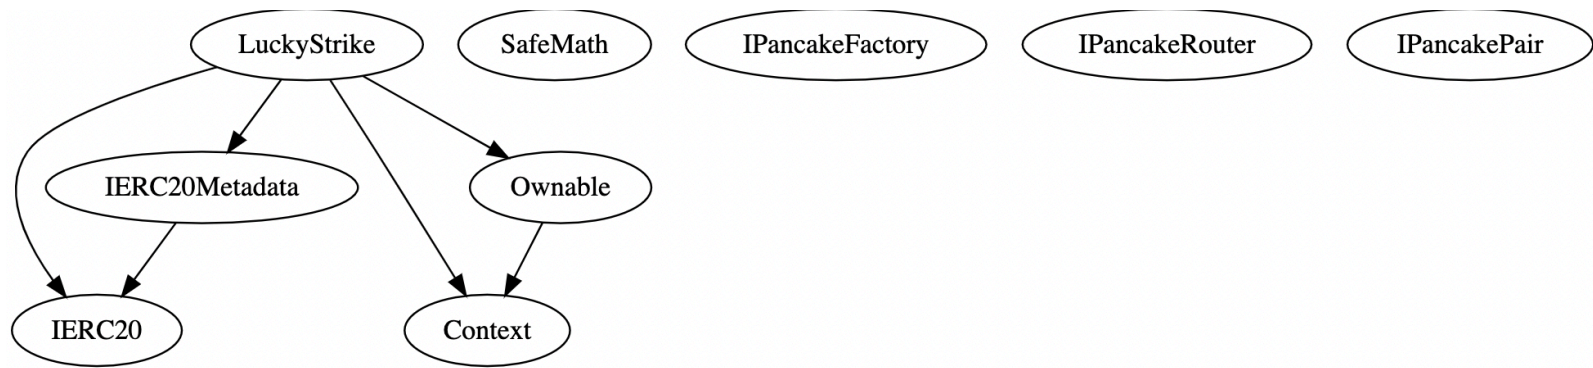 LuckyStrike
SafeMath
IPancakeFactory
IPancakeRouter
IPancakePair
IERC20Metadata
Ownable
IERC20
Context